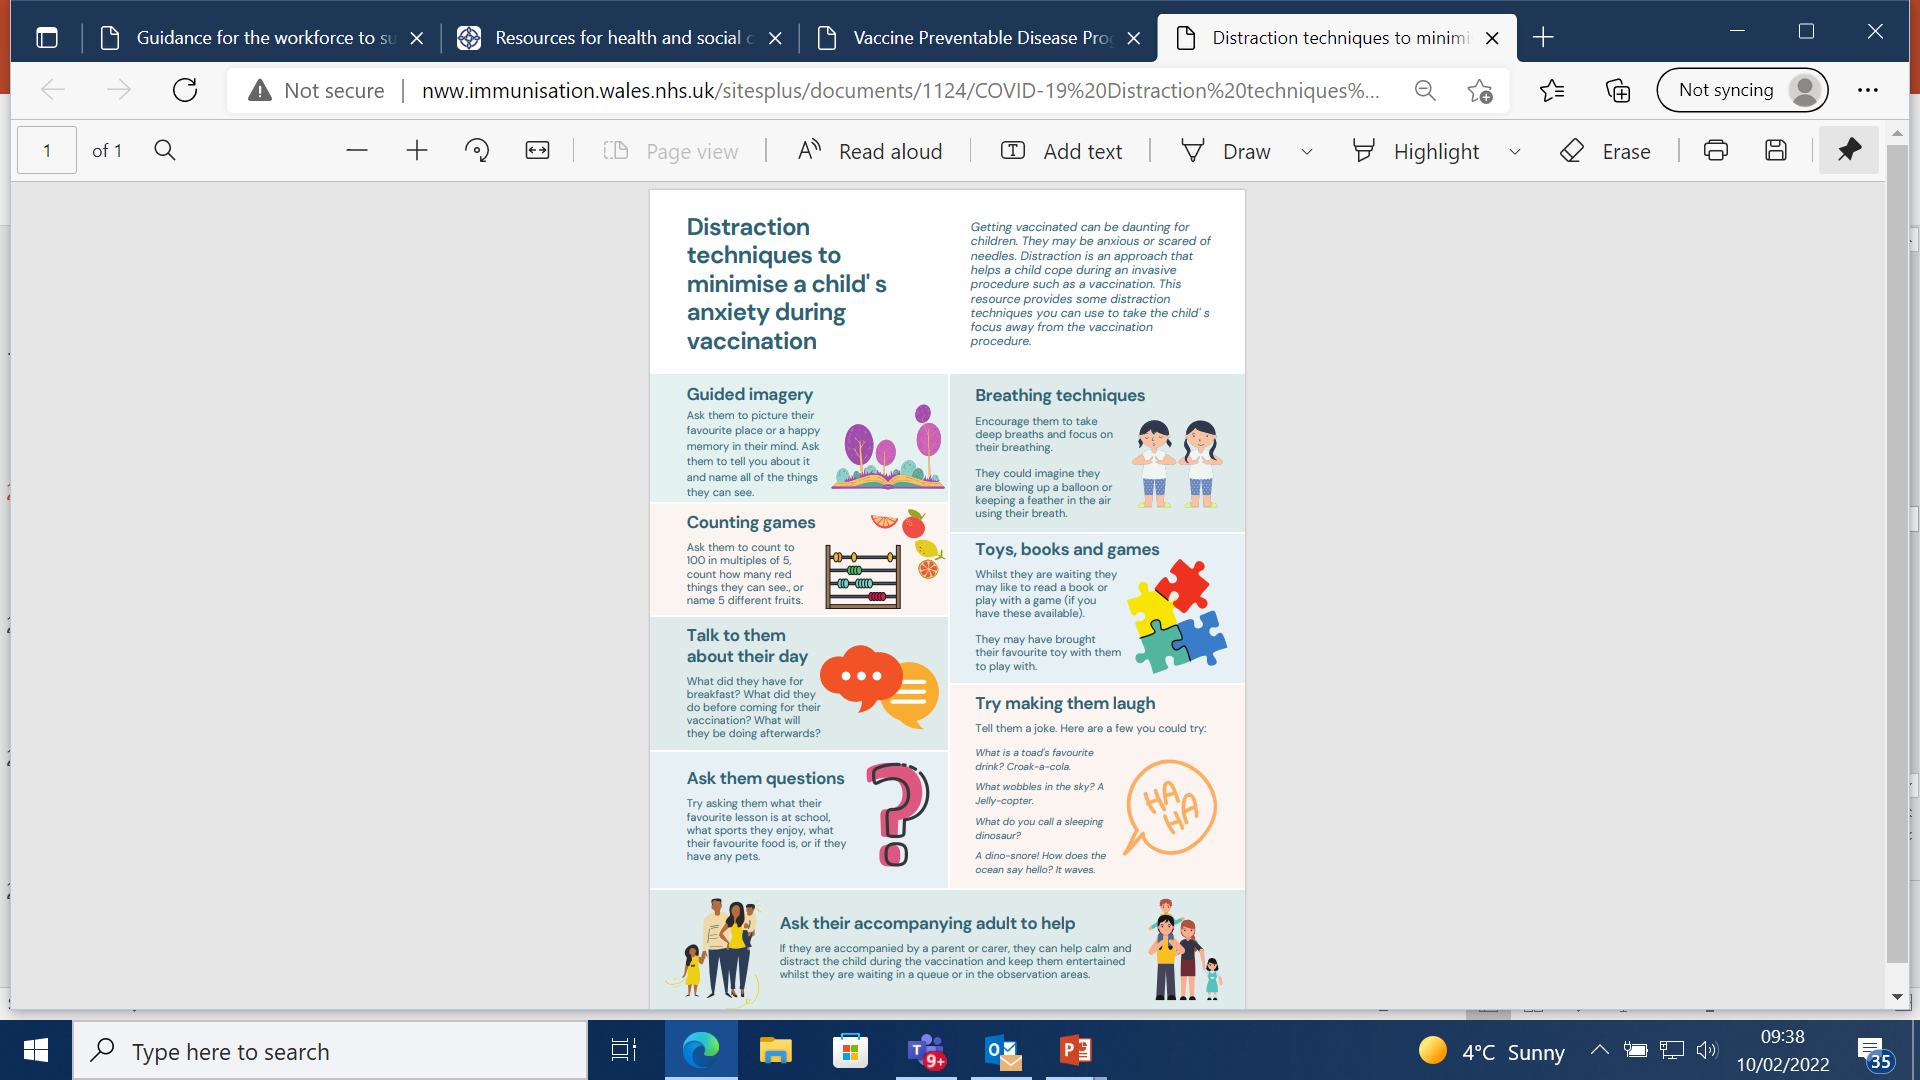 Guidance for the workforce to su
Resources for health and social c
Vaccine Preventable Disease Pro
Distraction techniques to minimi
Not secure
nww.immunisation.wales.nhs.uk/sitesplus/documents/1124/COVID-19%20Distraction%20techniques%...
Not syncing
1 of 1
Page view
Read aloud
Add text
Draw
Highlight
Erase
Distraction
techniques to
minimise a child' s
anxiety during
vaccination
Getting vaccinated can be daunting for
children. They may be anxious or scared of
needles. Distraction is an approach that
helps a child cope during an invasive
procedure such as a vaccination. This
resource provides some distraction
techniques you can use to take the child' s
focus away from the vaccination
procedure.
Guided imagery
Ask them to picture their
favourite place or a happy
memory in their mind. Ask
them to tell you about it
and name all of the things
they can see.
Counting games
Ask them to count to
100 in multiples of 5,
count how many red
things they can see., or
name 5 different fruits.
Talk to them
about their day
What did they have for
breakfast? What did they
do before coming for their
vaccination? What will
they be doing afterwards?
Ask them questions
Try asking them what their
favourite lesson is at school,
what sports they enjoy, what
their favourite food is, or if they
have any pets.
Breathing techniques
Encourage them to take
deep breaths and focus on
their breathing.
They could imagine they
are blowing up a balloon or
keeping a feather in the air
using their breath.
Toys, books and games
Whilst they are waiting they
may like to read a book or
play with a game (if you
have these available).
They may have brought
their favourite toy with them
to play with.
Try making them laugh
Tell them a joke. Here are a few you could try:
What is a toad's favourite
drink? Croak-a-cola.
What wobbles in the sky? A
Jelly-copter.
What do you call a sleeping
dinosaur?
A dino-snore! How does the
ocean say hello? It waves.
HA
HA
HA
Ask their accompanying adult to help
If they are accompanied by a parent or carer, they can help calm and
distract the child during the vaccination and keep them entertained
whilst they are waiting in a queue or in the observation areas.
Type here to search
9+
4°C Sunny
09:38
10/02/2022
35